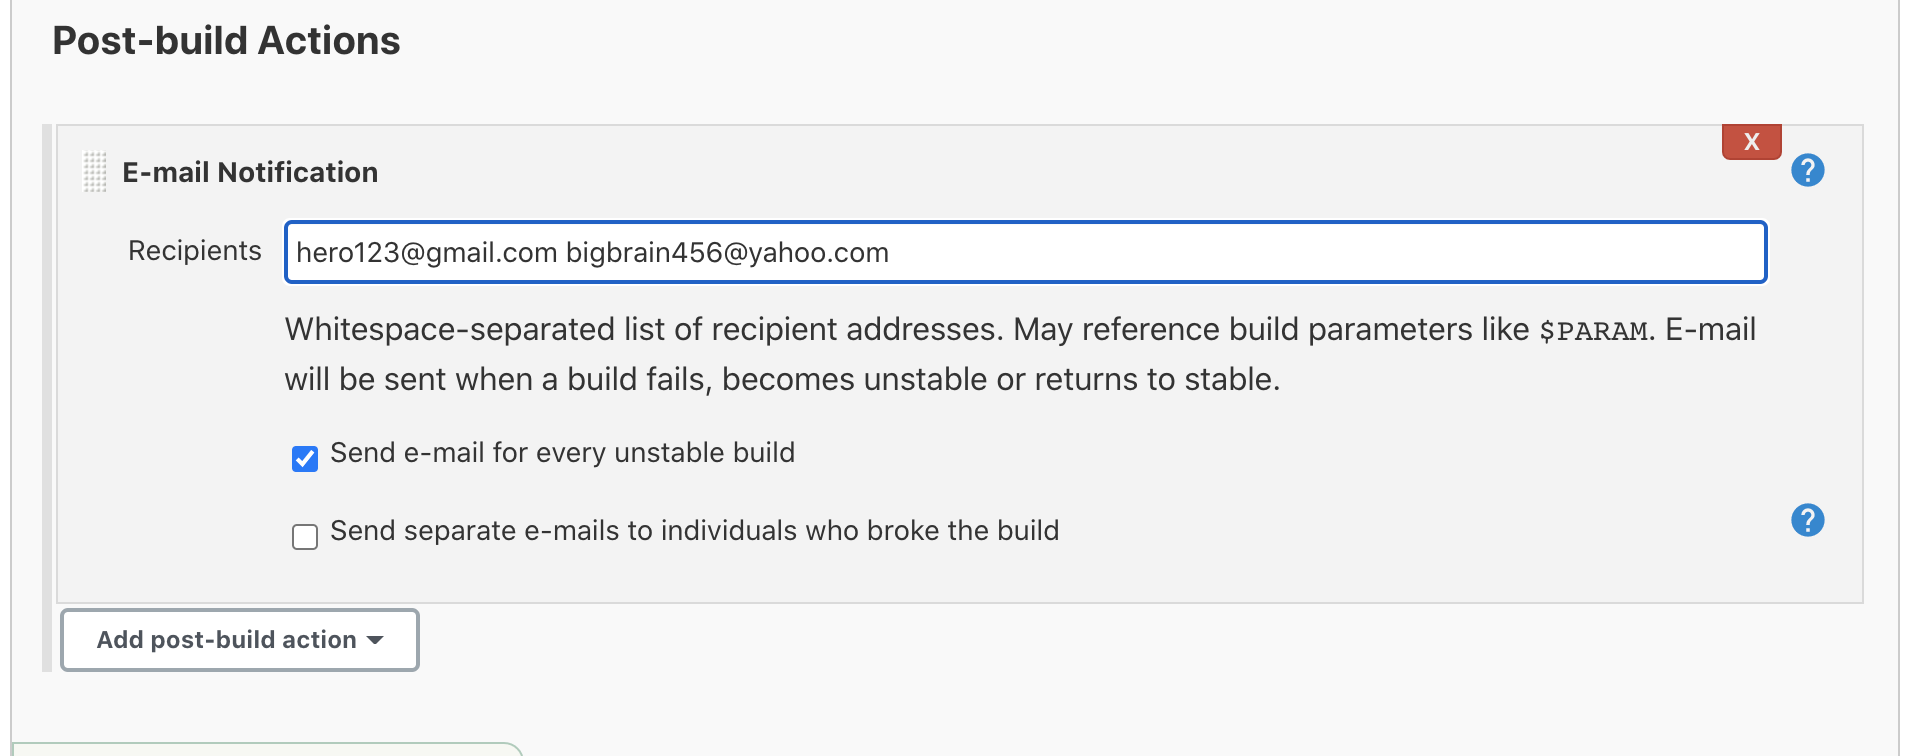 Post-build Actions
X
E-mail Notification
?
Recipients
hero123@gmail.com bigbrain456@yahoo.com
Whitespace-separated list of recipient addresses. May reference build parameters like $PARAM. E-mail
will be sent when a build fails, becomes unstable or returns to stable.
Send e-mail for every unstable build
Send separate e-mails to individuals who broke the build
?
Add post-build action